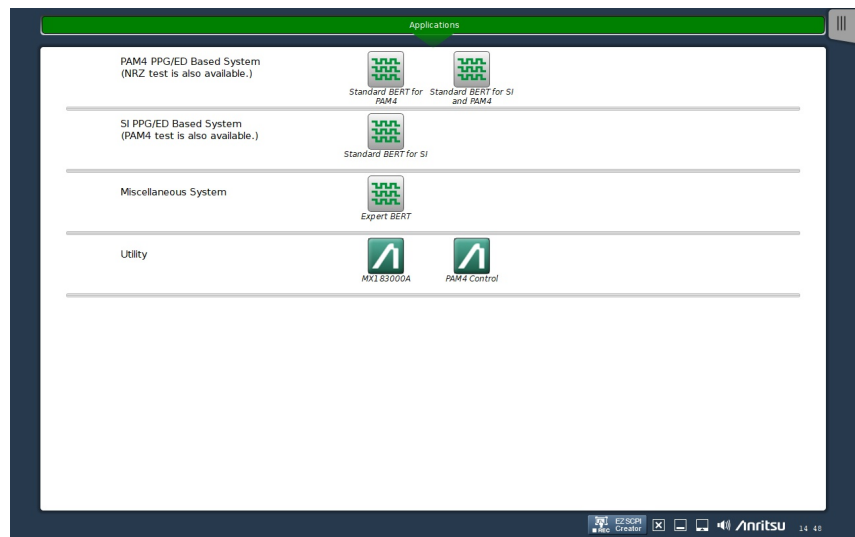 Applications
PAM4 PPG/ED Based System
(NRZ test is also available.)
Standard BERT for
PAM4
Standard BERT for SI
and PAM4
SI PPG/ED Based System
(PAM4 test is also available.)
Standard BERT for SI
Miscellaneous System
Expert BERT
Utility
MX183000A
PAM4 Control
REC
EZSCPI
Creator
Anritsu
14 48